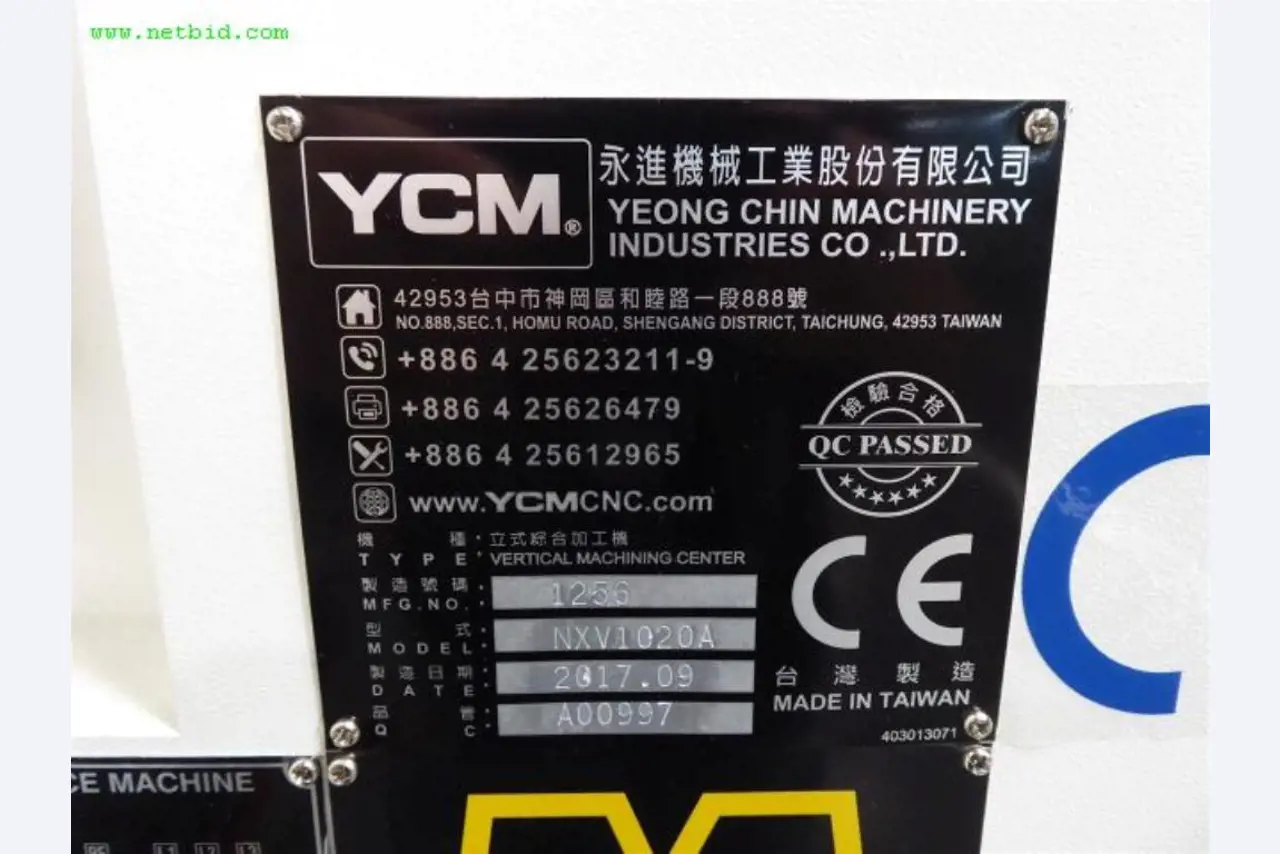 www.netbid.com
YCM®
永進機械工業股份有限公司
YEONG CHIN MACHINERY
INDUSTRIES CO .,LTD.
42953台中市神岡區和睦路一段888號
NO.888,SEC.1, HOMU ROAD, SHENGANG DISTRICT, TAICHUNG, 42953 TAIWAN
+886 4 25623211-9
+886 4 25626479
+886 4 25612965
www.YCMCNC.com
檢驗合格
QC PASSED
機種:立式綜合加工機
TYPE:VERTICAL MACHINING CENTER
製造號碼:
MFG.NO.: 1256
型式:
MODEL: NXV1020A
製造日期:
DATE: 2017.09
品管:
QC A00997
CE
台灣製造
MADE IN TAIWAN
403013071
CE MACHINE
L1 L2 L3